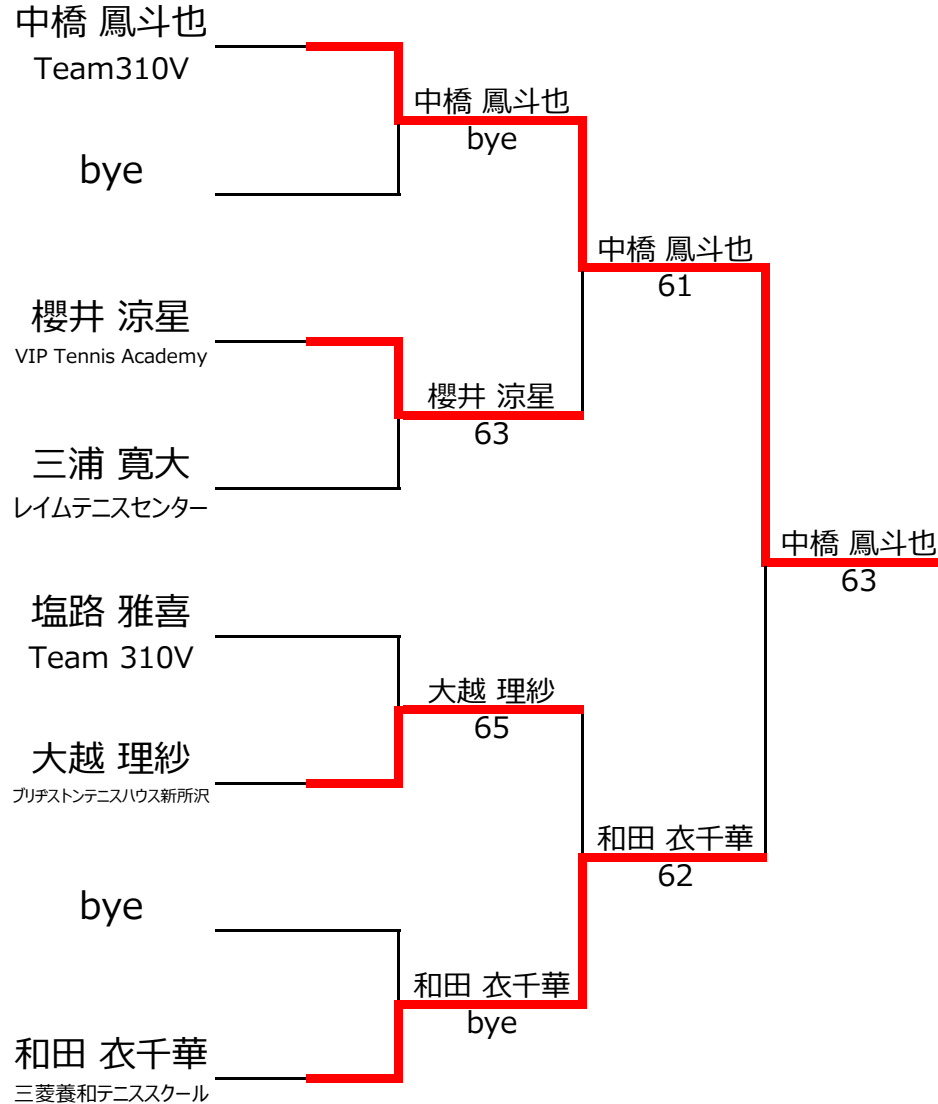 中橋 鳳斗也
Team310V
bye
櫻井 涼星
VIP Tennis Academy
三浦 寛大
レイムテニスセンター
塩路 雅喜
Team 310V
大越 理紗
ブリヂストンテニスハウス新所沢
bye
和田 衣千華
三菱養和テニススクール
中橋 鳳斗也
bye
櫻井 涼星
63
大越 理紗
65
和田 衣千華
bye
中橋 鳳斗也
61
和田 衣千華
62
中橋 鳳斗也
63